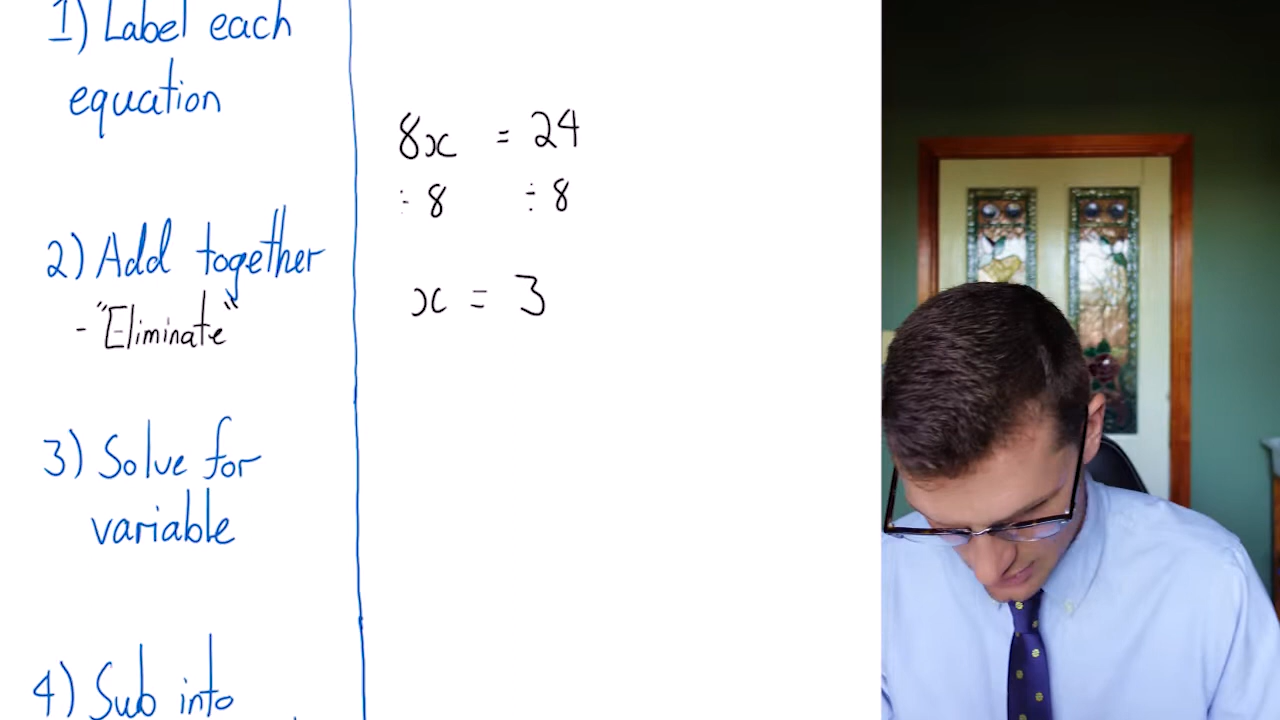 1) Label each
equation
2) Add together
- "Eliminate"
3) Solve for
variable
4) Sub into
8x = 24
÷ 8 ÷ 8
x = 3